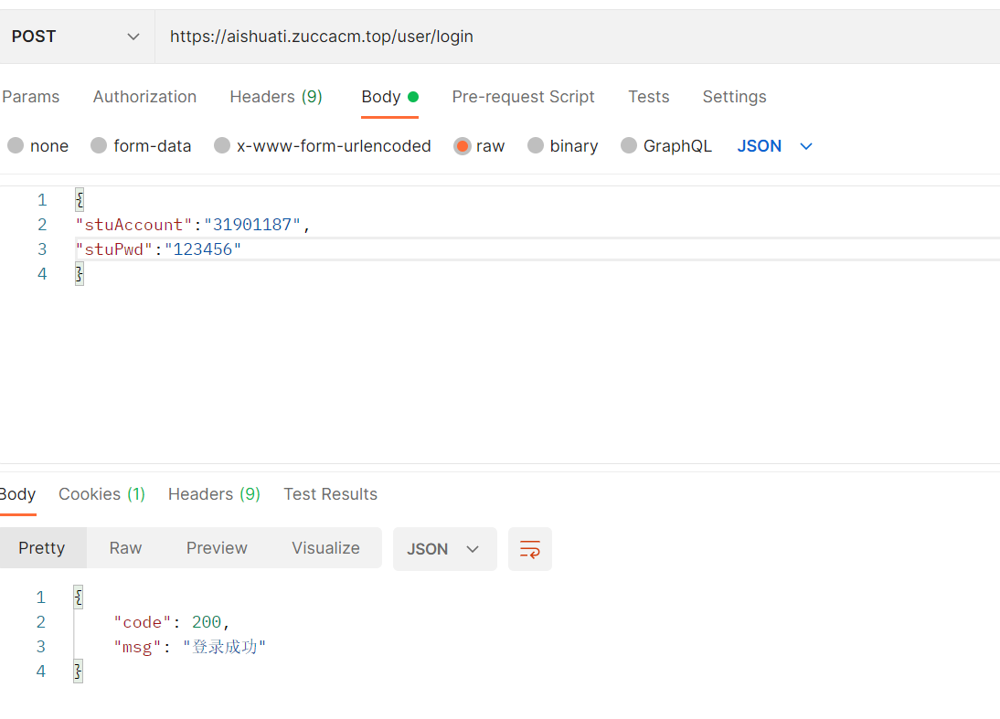 POST https://aishuati.zuccacm.top/user/login
Params Authorization Headers (9) Body Pre-request Script Tests Settings
none form-data x-www-form-urlencoded raw binary GraphQL JSON
1 {
2 "stuAccount":"31901187",
3 "stuPwd":"123456"
4 }
Body Cookies (1) Headers (9) Test Results
Pretty Raw Preview Visualize JSON
1 {
2 "code": 200,
3 "msg": "登录成功"
4 }